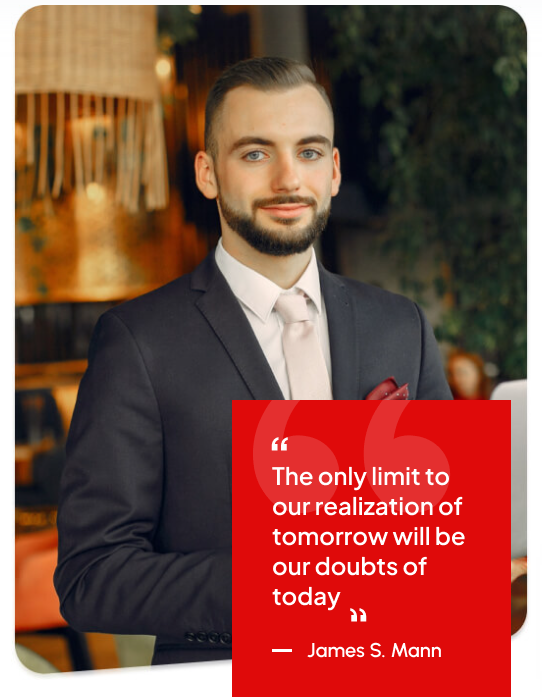 “
The only limit to
our realization of
tomorrow will be
our doubts of
today
”
— James S. Mann